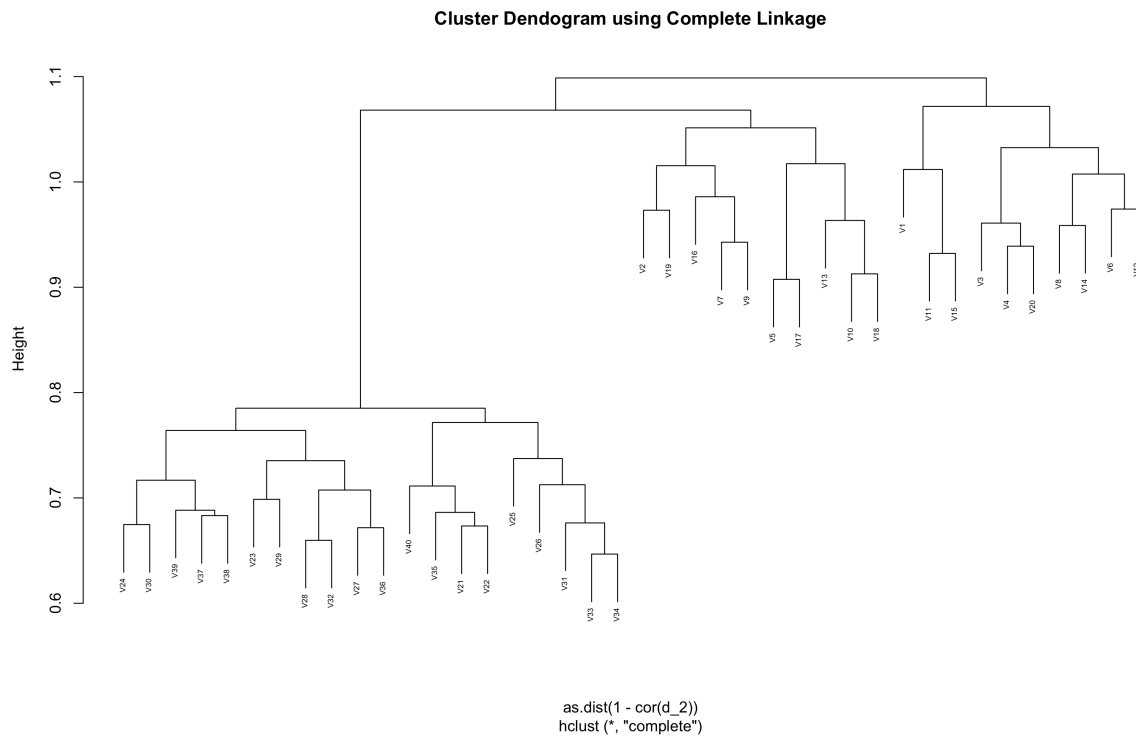 Cluster Dendogram using Complete Linkage
Height
1.1
1.0
0.9
0.8
0.7
0.6
V24
V30
V39
V37
V38
V23
V29
V28
V32
V27
V36
V40
V35
V21
V22
V25
V26
V31
V33
V34
V2
V19
V16
V7
V9
V5
V17
V13
V10
V18
V1
V11
V15
V3
V4
V20
V8
V14
V6
as.dist(1 - cor(d_2))
hclust (*, "complete")